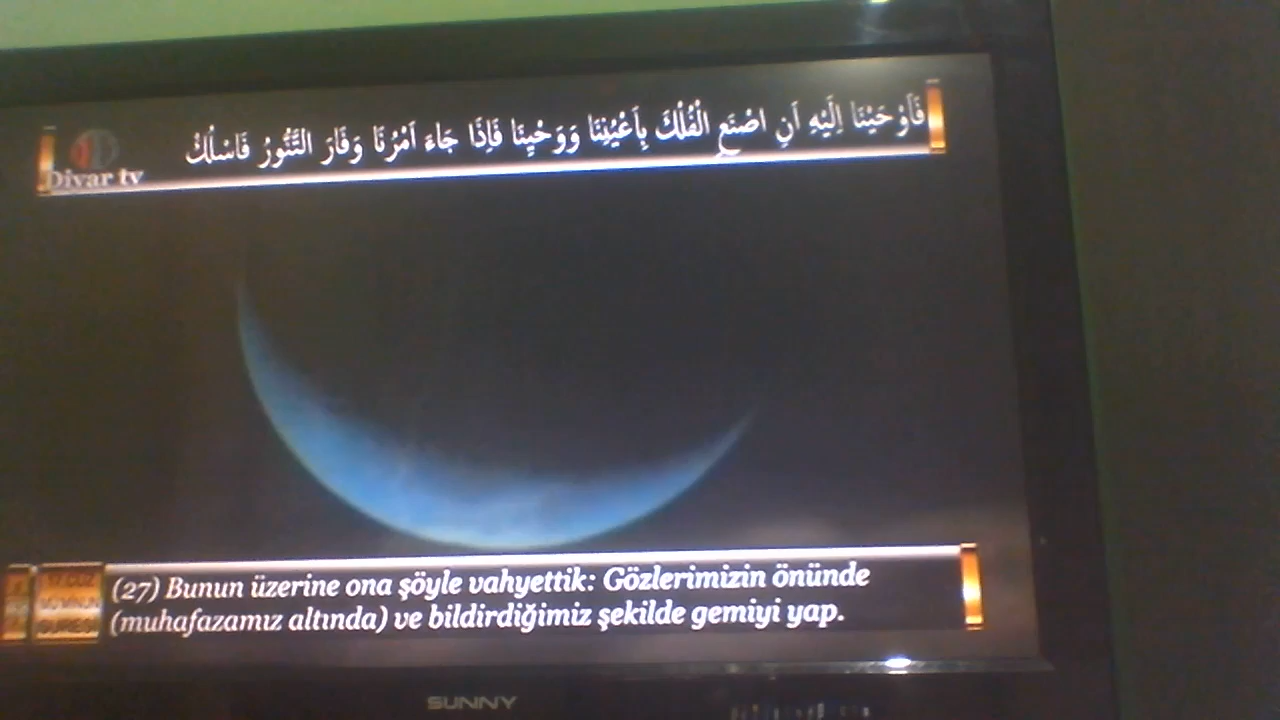 فَاَوْحَيْنَٓا اِلَيْهِ اَنِ اصْنَعِ الْفُلْكَ بِاَعْيُنِنَا وَوَحْيِنَا فَاِذَا جَٓاءَ اَمْرُنَا وَفَارَ التَّنُّورُ فَاسْلُكْ
Divar tv
(27) Bunun üzerine ona şöyle vahyettik: Gözlerimizin önünde
(muhafazamız altında) ve bildirdiğimiz şekilde gemiyi yap.
SUNNY